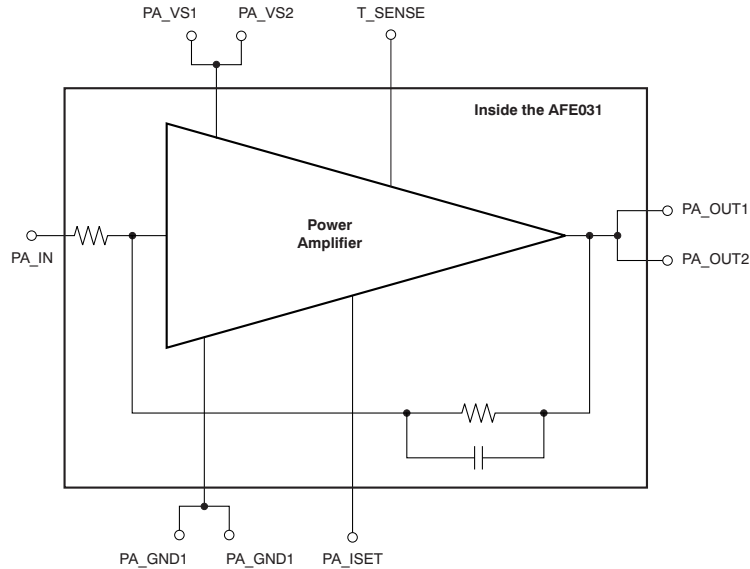 PA_VS1
PA_VS2
T_SENSE
Inside the AFE031
Power
Amplifier
PA_IN
PA_OUT1
PA_OUT2
PA_GND1
PA_GND1
PA_ISET